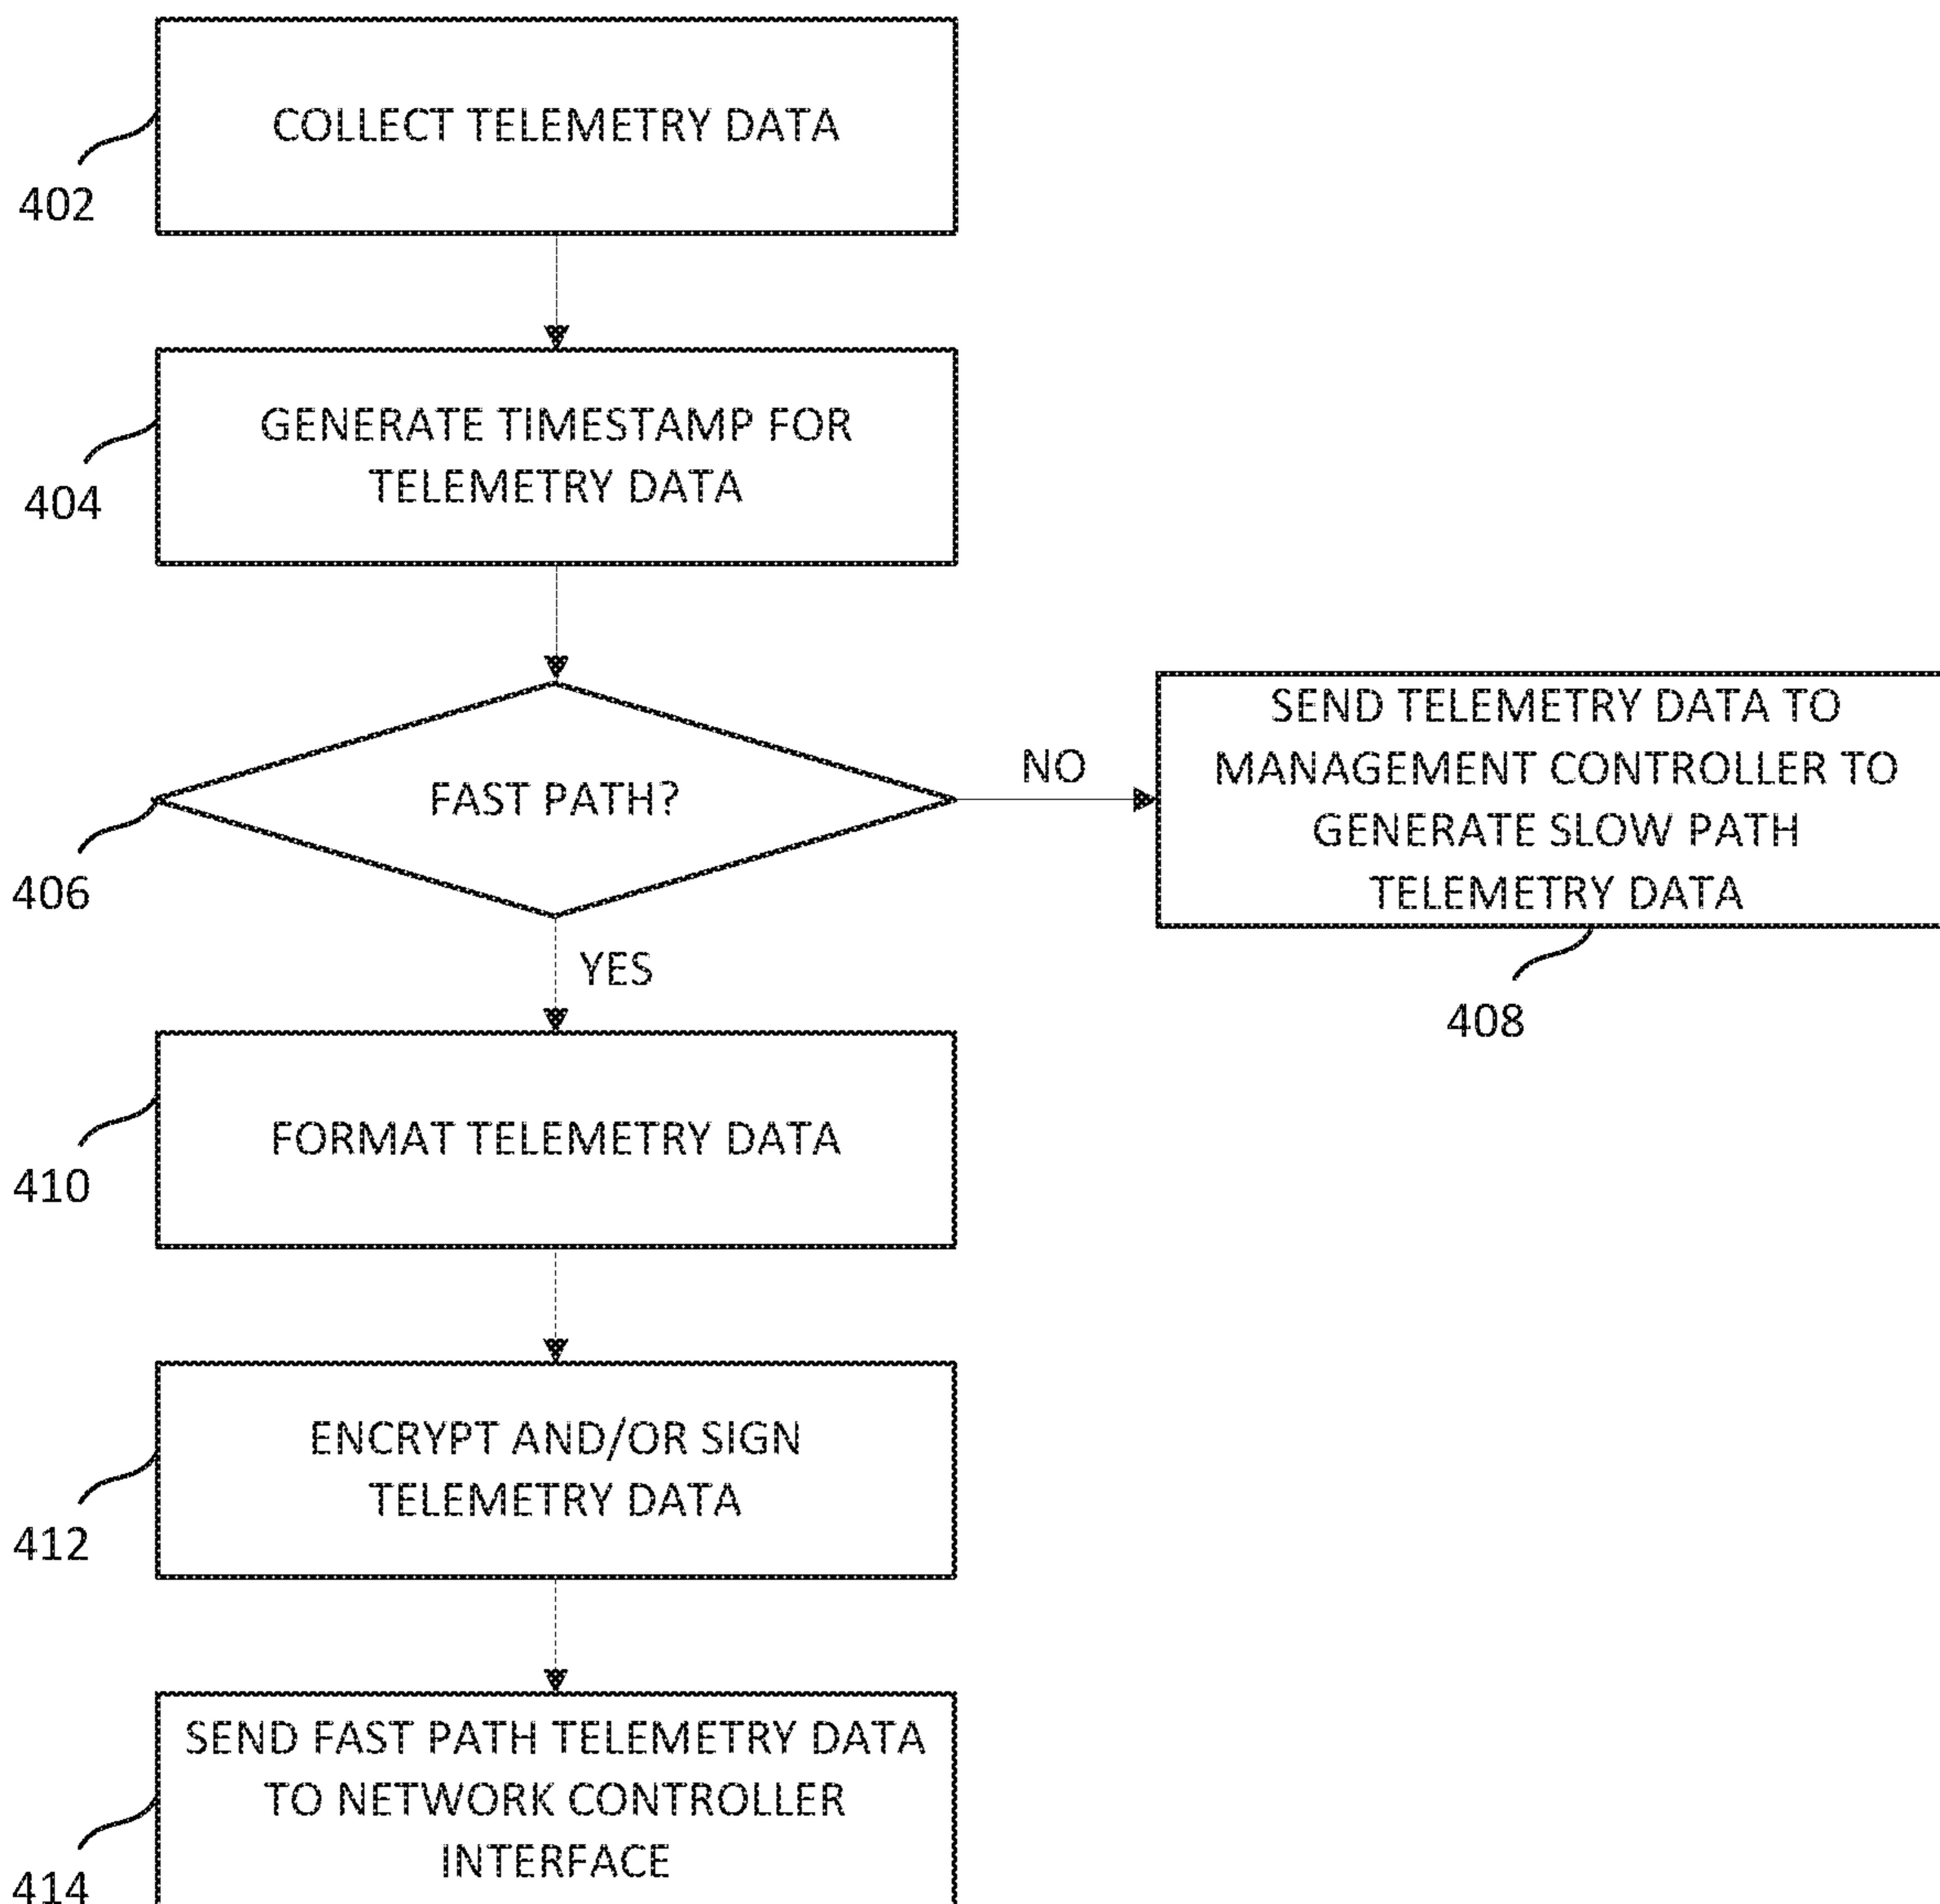 COLLECT TELEMETRY DATA
402
GENERATE TIMESTAMP FOR
TELEMETRY DATA
404
FAST PATH?
406
NO
SEND TELEMETRY DATA TO
MANAGEMENT CONTROLLER TO
GENERATE SLOW PATH
TELEMETRY DATA
408
YES
FORMAT TELEMETRY DATA
410
ENCRYPT AND/OR SIGN
TELEMETRY DATA
412
SEND FAST PATH TELEMETRY DATA
TO NETWORK CONTROLLER
INTERFACE
414